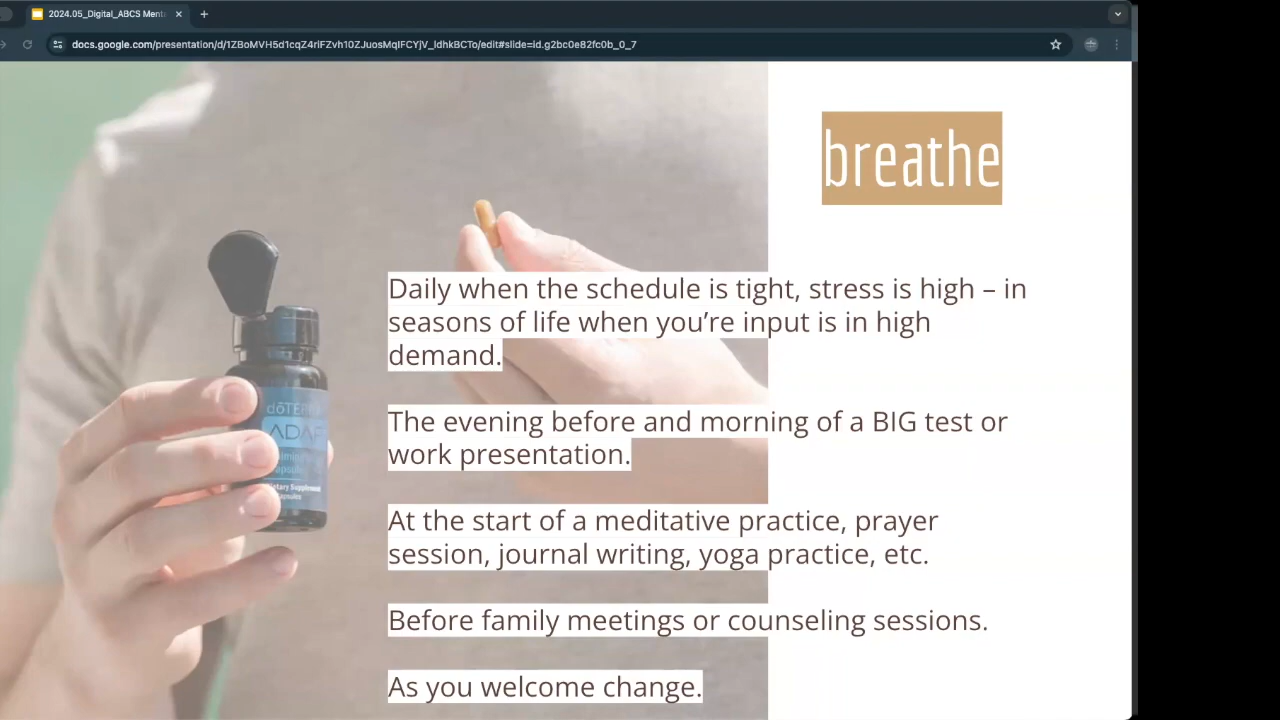 2024.05_Digital_ABCS Ment
docs.google.com/presentation/d/1ZBoMVH5d1cqZ4riFZvh10ZJuosMqIFCYjV_ldhkBCTo/edit#slide=id.g2bc0e82fc0b_0_7
breathe
Daily when the schedule is tight, stress is high – in
seasons of life when you’re input is in high
demand.
The evening before and morning of a BIG test or
work presentation.
At the start of a meditative practice, prayer
session, journal writing, yoga practice, etc.
Before family meetings or counseling sessions.
As you welcome change.
dōTERR
ADAP
Supplement